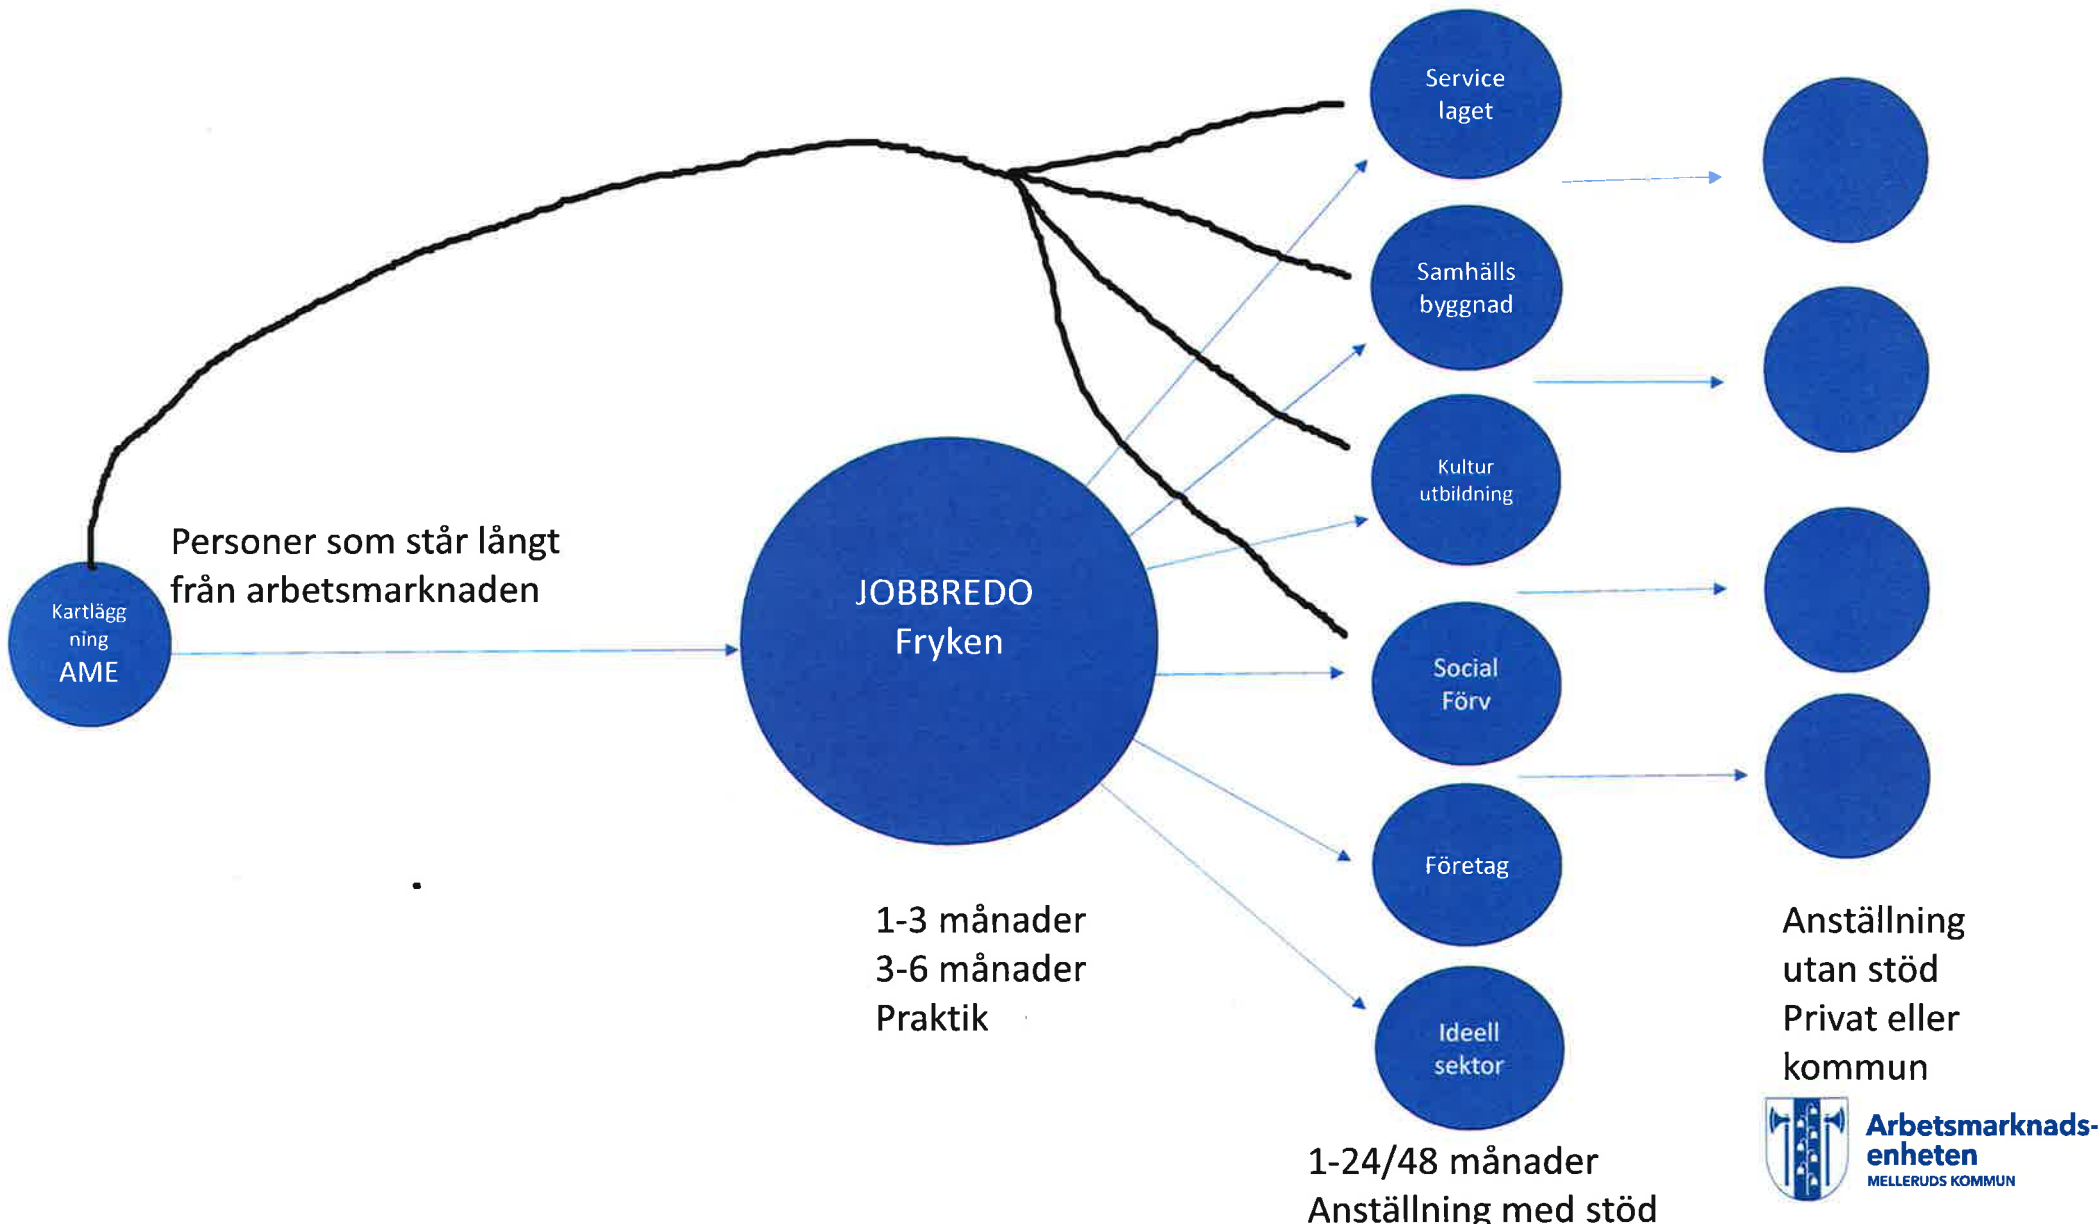 Service
laget
Samhälls
byggnad
Kultur
utbildning
Personer som står långt
från arbetsmarknaden
Kartlägg
ning
AME
JOBBREDO
Fryken
Social
Förv
Företag
1-3 månader
3-6 månader
Praktik
Ideell
sektor
Anställning
utan stöd
Privat eller
kommun
1-24/48 månader
Anställning med stöd
Arbetsmarknads-
enheten
MELLERUDS KOMMUN